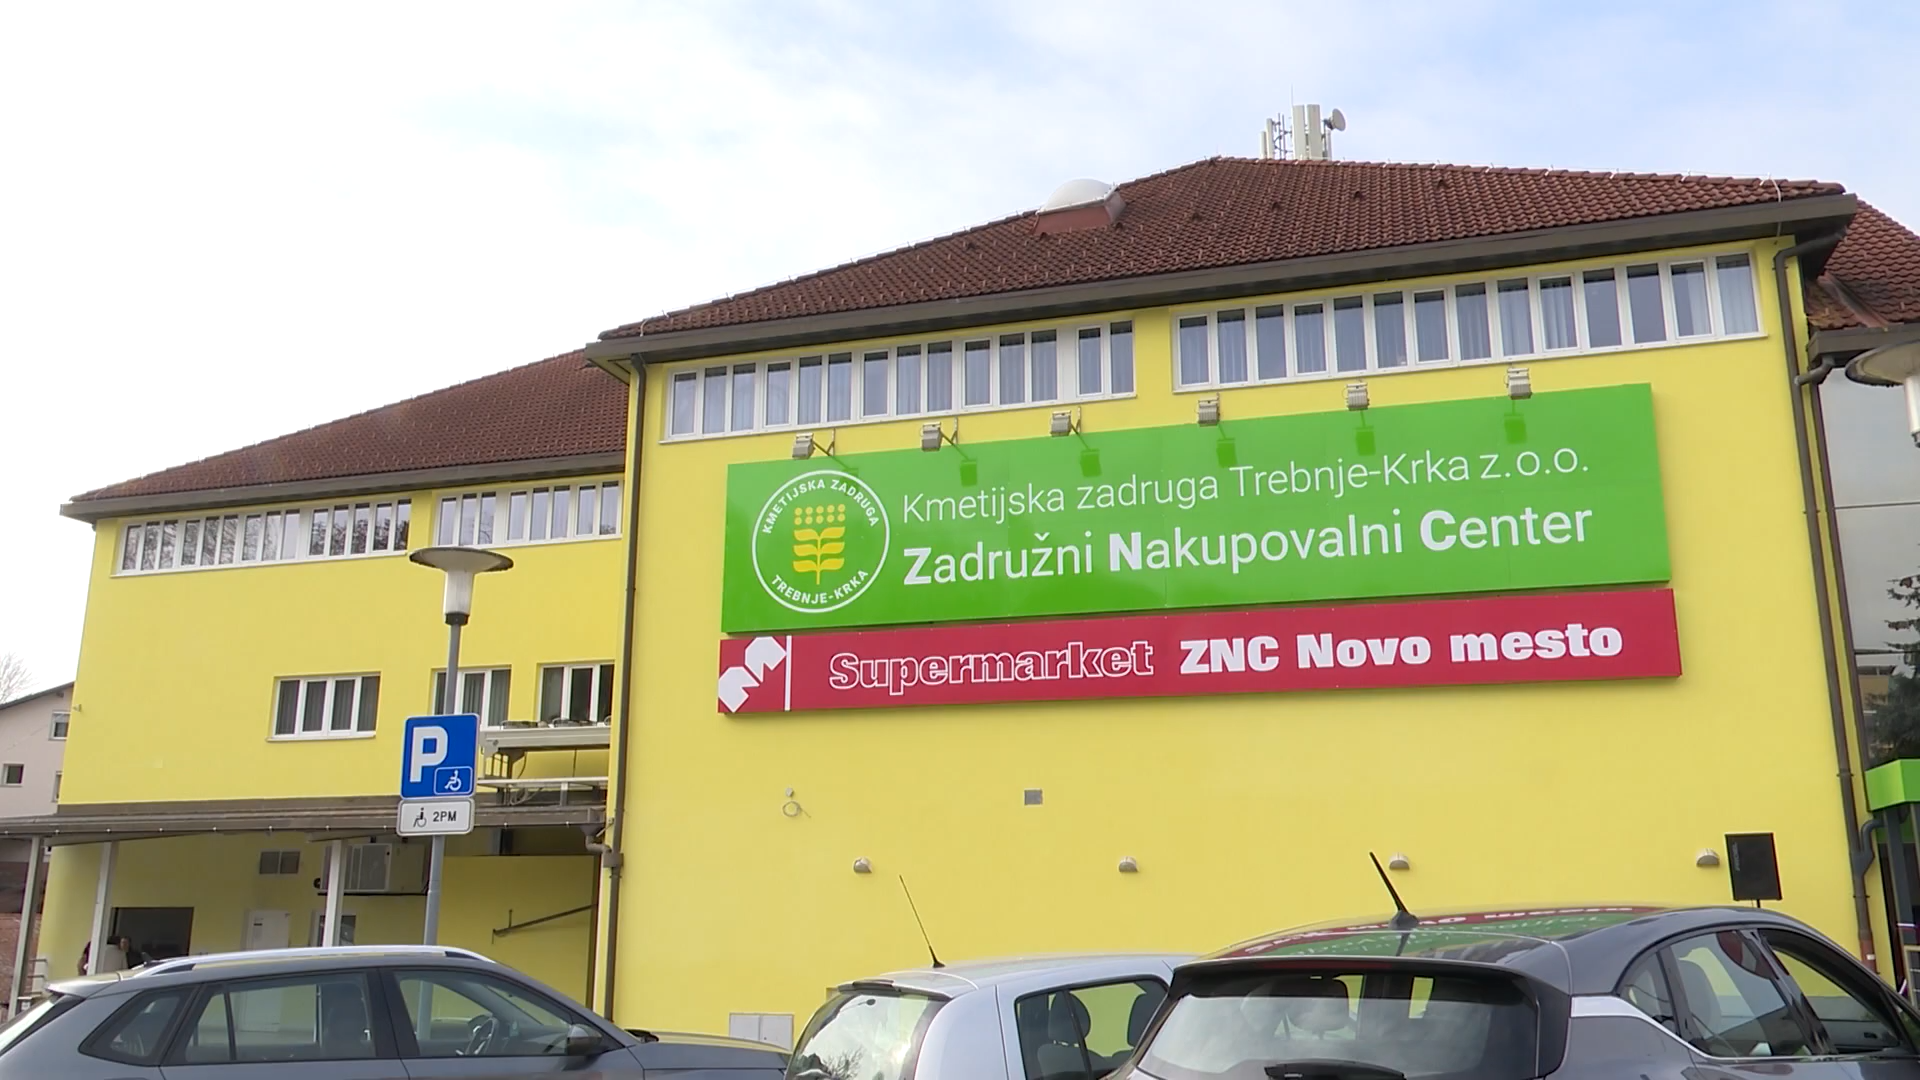 KMETIJSKA ZADRUGA
TREBNJE-KRKA
Kmetijska zadruga Trebnje-Krka z.o.o.
Zadružni Nakupovalni Center
Supermarket ZNC Novo mesto
P
2PM